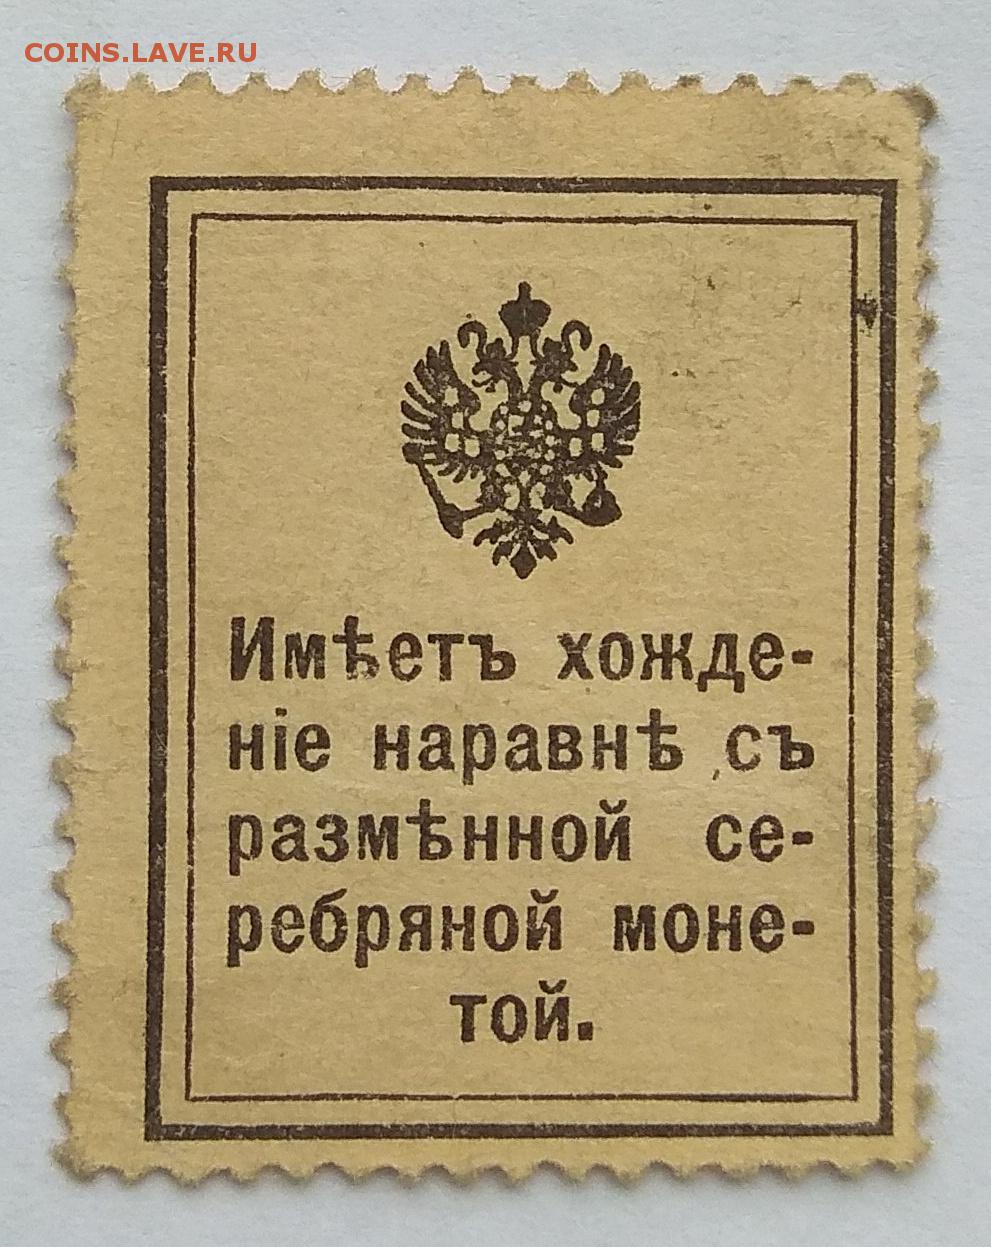 COINS.LAVE.RU
Имѣетъ хожде-
ніе наравнѣ съ
размѣнной се-
ребряной моне-
той.